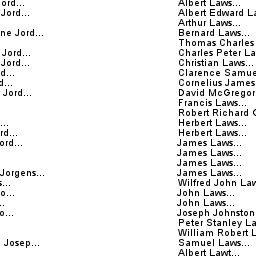 ord... Albert Laws...
Jord... Albert Edward La
Arthur Laws...
ne Jord... Bernard Laws...
Thomas Charles
Jord... Charles Peter La
Jord... Christian Laws...
d... Clarence Samue
d... Cornelius James
Jord... David McGregor
Francis Laws...
Robert Richard
... Herbert Laws...
rd... Herbert Laws...
ord... James Laws...
James Laws...
James Laws...
Jorgens... James Laws...
s... Wilfred John Law
o... John Laws...
.. John Laws...
o... Joseph Johnston
Peter Stanley La
William Robert L
Josep... Samuel Laws...
Albert Lawt...